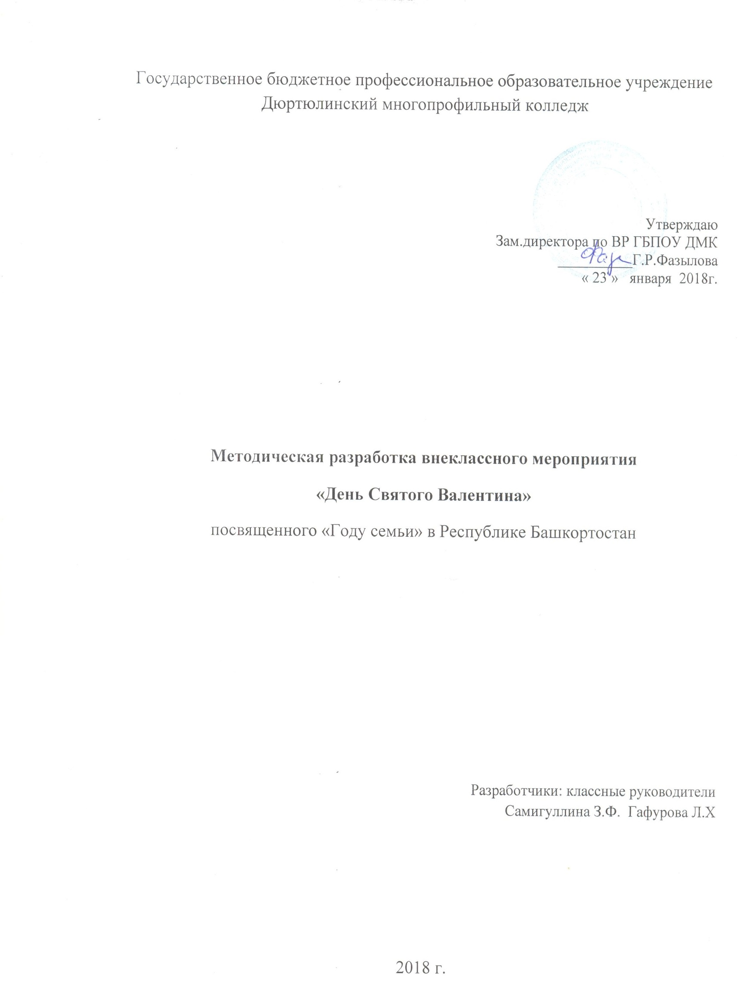 Государственное бюджетное профессиональное образовательное учреждение
Дюртюлинский многопрофильный колледж
Утверждаю
Зам.директора по ВР ГБПОУ ДМК
Г.Р.Фазылова
« 23 » января 2018г.
Методическая разработка внеклассного мероприятия
«День Святого Валентина»
посвященного «Году семьи» в Республике Башкортостан
Разработчики: классные руководители
Самигуллина З.Ф. Гафурова Л.Х
2018 г.